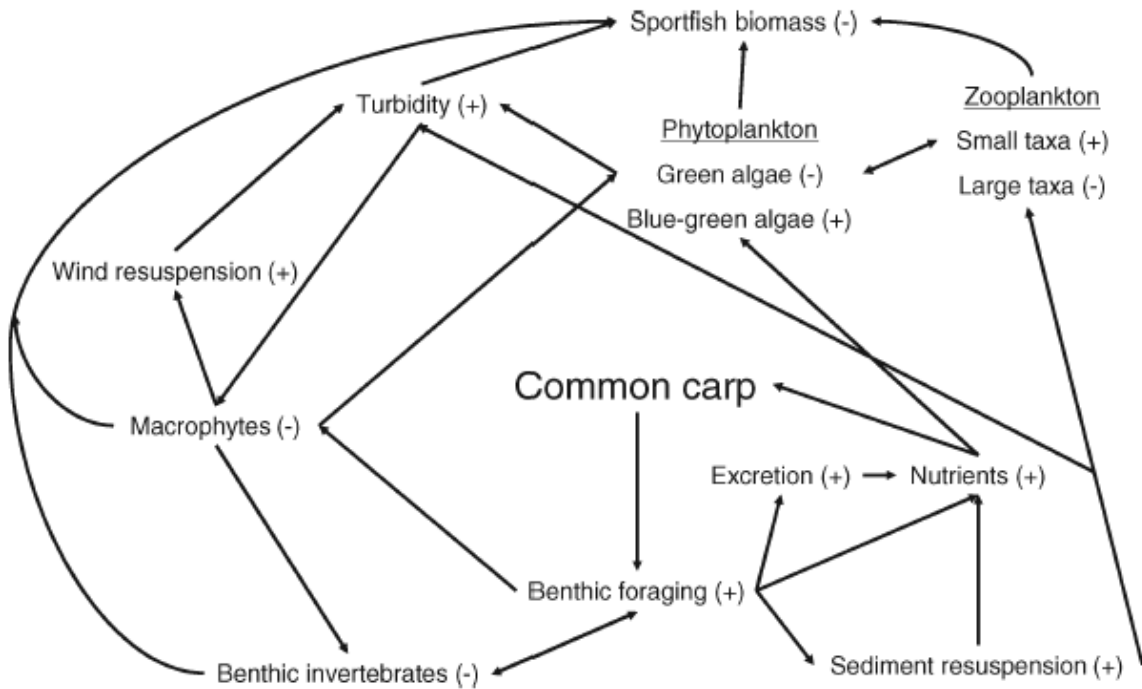 Sportfish biomass (-)
Turbidity (+)
Zooplankton
Phytoplankton
Small taxa (+)
Green algae (-)
Large taxa (-)
Blue-green algae (+)
Wind resuspension (+)
Common carp
Macrophytes (-)
Excretion (+)
Nutrients (+)
Benthic foraging (+)
Benthic invertebrates (-)
Sediment resuspension (+)